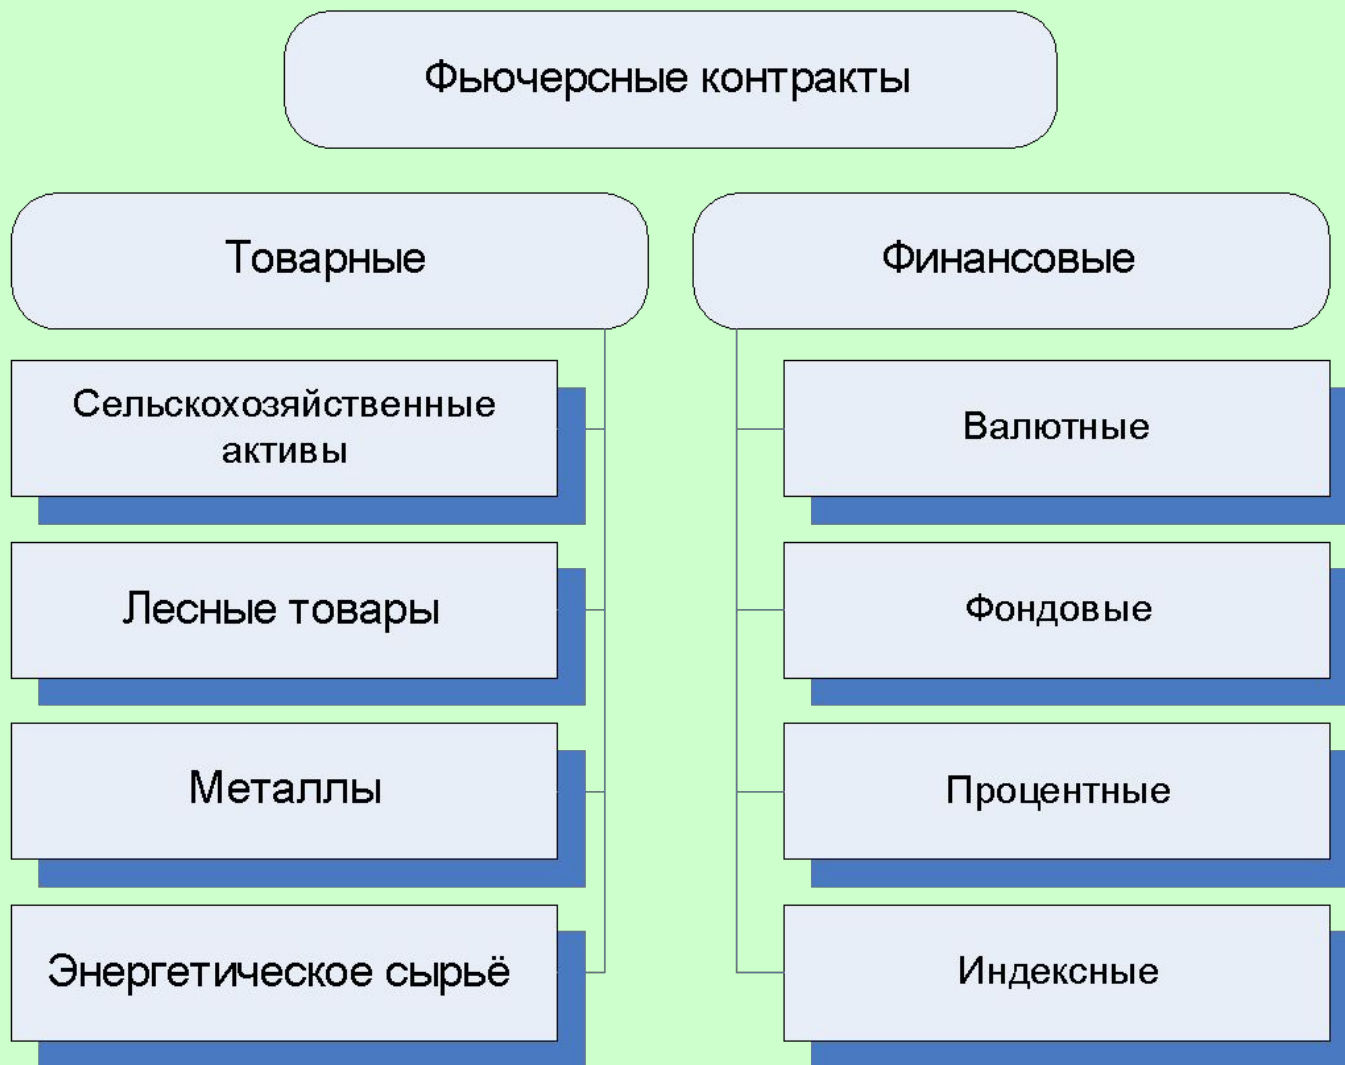 Фьючерсные контракты
Товарные
Сельскохозяйственные
активы
Лесные товары
Металлы
Энергетическое сырьё
Финансовые
Валютные
Фондовые
Процентные
Индексные